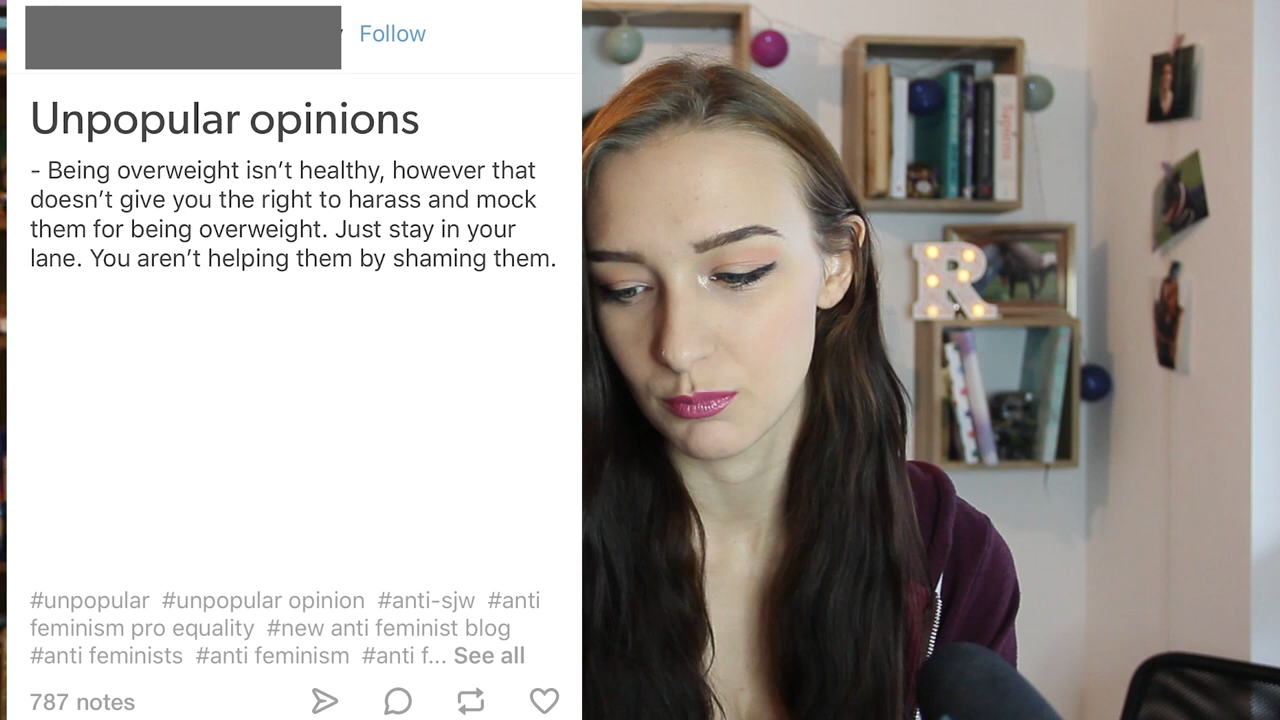 Follow
Unpopular opinions
- Being overweight isn’t healthy, however that
doesn’t give you the right to harass and mock
them for being overweight. Just stay in your
lane. You aren’t helping them by shaming them.
#unpopular #unpopular opinion #anti-sjw #anti
feminism pro equality #new anti feminist blog
#anti feminists #anti feminism #anti f... See all
787 notes
R